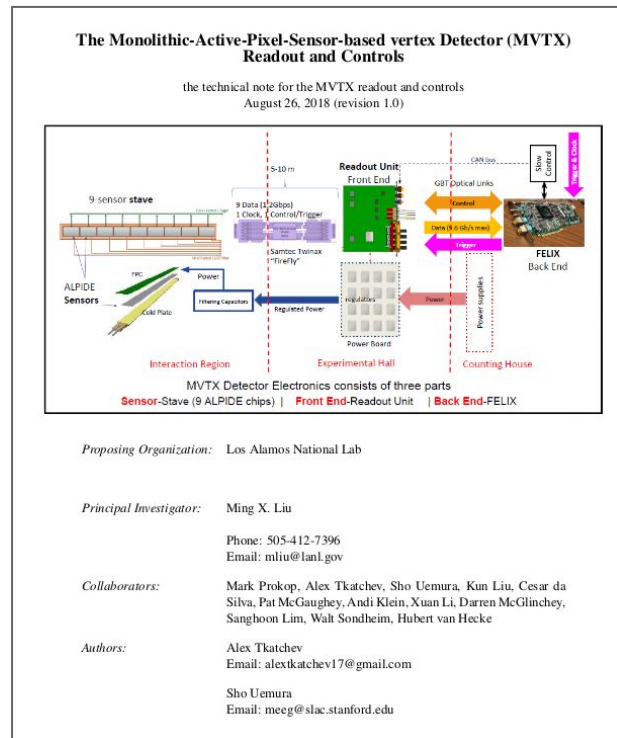 The Monolithic-Active-Pixel-Sensor-based vertex Detector (MVTX)
Readout and Controls
the technical note for the MVTX readout and controls
August 26, 2018 (revision 1.0)
5-10 m
Readout Unit
Front End
CAN bus
Slow
Control
Trigger & Clock
9-sensor stave
9 Data (1.2Gbps)
1 Clock, 1 Control/Trigger
GBT Optical Links
Control
Data (9.6 Gb/s max)
Trigger
Samtec Twinax
"FireFly"
FELIX
Back End
ALPIDE
Sensors
FPC
Cold Plate
Power
Filtering Capacitors
Regulated Power
regulators
Power Board
Power
Power supplies
Interaction Region
Experimental Hall
Counting House
MVTX Detector Electronics consists of three parts
Sensor-Stave (9 ALPIDE chips) | Front End-Readout Unit | Back End-FELIX
Proposing Organization: Los Alamos National Lab
Principal Investigator: Ming X. Liu
Phone: 505-412-7396
Email: mliu@lanl.gov
Collaborators: Mark Prokop, Alex Tkatchev, Sho Uemura, Kun Liu, Cesar da
Silva, Pat McGaughey, Andi Klein, Xuan Li, Darren McGlinchey,
Sanghoon Lim, Walt Sondheim, Hubert van Hecke
Authors: Alex Tkatchev
Email: alextkatchev17@gmail.com
Sho Uemura
Email: meeg@slac.stanford.edu